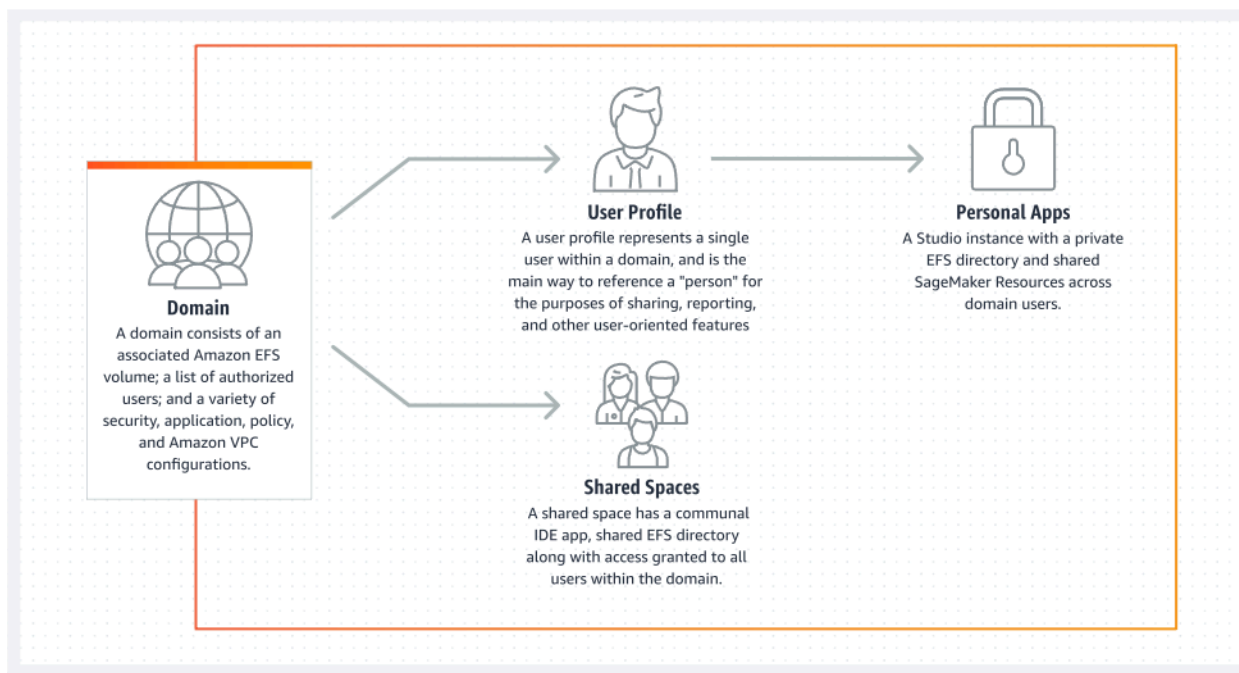 Domain
A domain consists of an
associated Amazon EFS
volume; a list of authorized
users; and a variety of
security, application, policy,
and Amazon VPC
configurations.
User Profile
A user profile represents a single
user within a domain, and is the
main way to reference a "person" for
the purposes of sharing, reporting,
and other user-oriented features
Personal Apps
A Studio instance with a private
EFS directory and shared
SageMaker Resources across
domain users.
Shared Spaces
A shared space has a communal
IDE app, shared EFS directory
along with access granted to all
users within the domain.